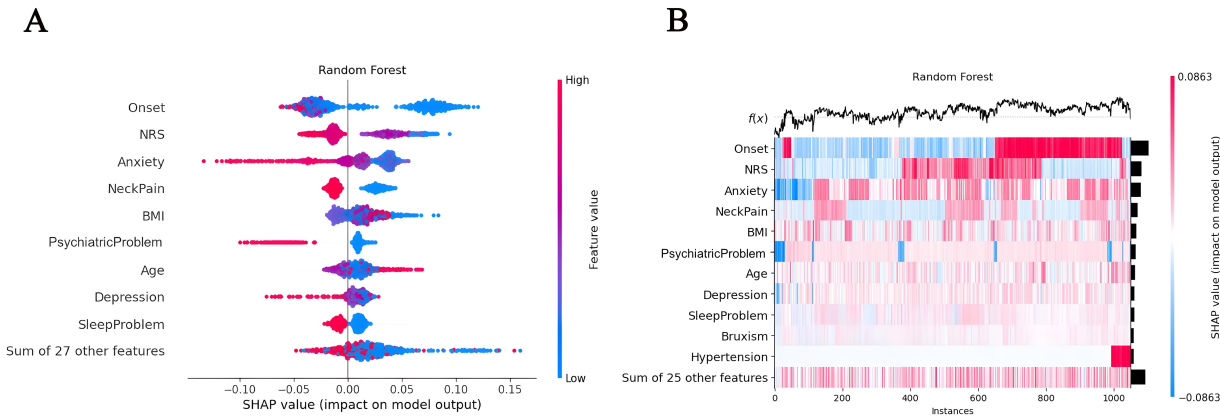 A
Random Forest
Onset
NRS
Anxiety
NeckPain
BMI
PsychiatricProblem
Age
Depression
SleepProblem
Sum of 27 other features
−0.10 −0.05 0.00 0.05 0.10 0.15
SHAP value (impact on model output)
High
Low
Feature value
B
Random Forest
f(x)
Onset
NRS
Anxiety
NeckPain
BMI
PsychiatricProblem
Age
Depression
SleepProblem
Bruxism
Hypertension
Sum of 25 other features
0 200 400 600 800 1000
Instances
0.0863
−0.0863
SHAP value (impact on model output)